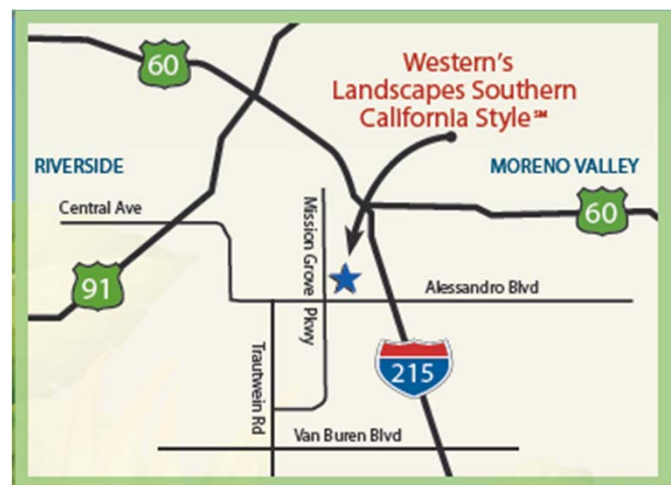 60
Western's
Landscapes Southern
California Style℠
RIVERSIDE
MORENO VALLEY
Central Ave
Mission Grove Pkwy
60
91
Alessandro Blvd
Trautwein Rd
215
Van Buren Blvd